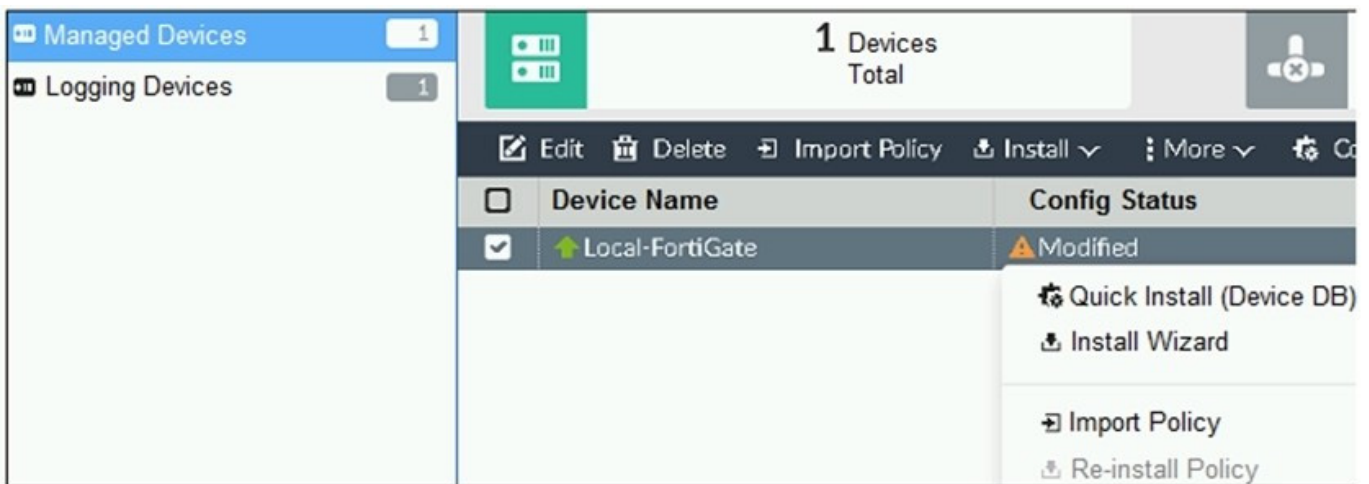 Managed Devices 1
Logging Devices 1
1 Devices
Total
Edit Delete Import Policy Install More
Device Name Config Status
Local-FortiGate Modified
Quick Install (Device DB)
Install Wizard
Import Policy
Re-install Policy